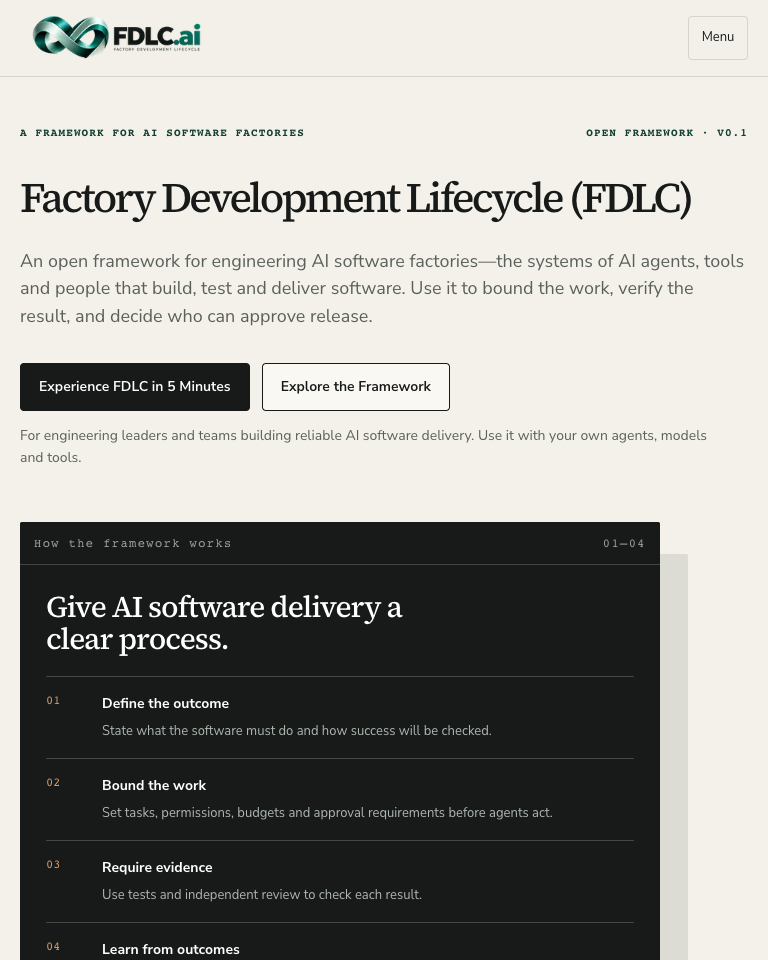 FDLC.ai
FACTORY DEVELOPMENT LIFECYCLE
Menu
A FRAMEWORK FOR AI SOFTWARE FACTORIES
OPEN FRAMEWORK · V0.1
Factory Development Lifecycle (FDLC)
An open framework for engineering AI software factories—the systems of AI agents, tools
and people that build, test and deliver software. Use it to bound the work, verify the
result, and decide who can approve release.
Experience FDLC in 5 Minutes
Explore the Framework
For engineering leaders and teams building reliable AI software delivery. Use it with your own agents, models
and tools.
How the framework works
01—04
Give AI software delivery a
clear process.
01
Define the outcome
State what the software must do and how success will be checked.
02
Bound the work
Set tasks, permissions, budgets and approval requirements before agents act.
03
Require evidence
Use tests and independent review to check each result.
04
Learn from outcomes